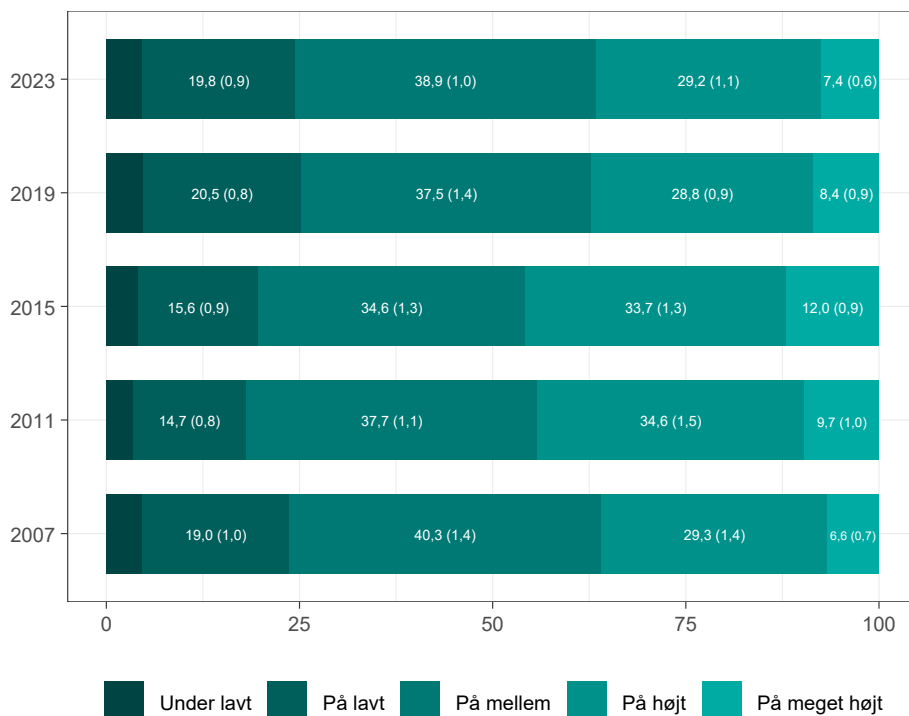 2023 19,8 (0,9) 38,9 (1,0) 29,2 (1,1) 7,4 (0,6)
2019 20,5 (0,8) 37,5 (1,4) 28,8 (0,9) 8,4 (0,9)
2015 15,6 (0,9) 34,6 (1,3) 33,7 (1,3) 12,0 (0,9)
2011 14,7 (0,8) 37,7 (1,1) 34,6 (1,5) 9,7 (1,0)
2007 19,0 (1,0) 40,3 (1,4) 29,3 (1,4) 6,6 (0,7)
0 25 50 75 100
Under lavt På lavt På mellem På højt På meget højt